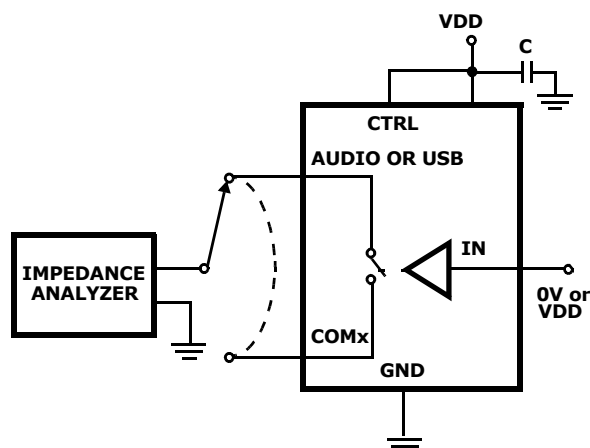 VDD
C
CTRL
AUDIO OR USB
IMPEDANCE
ANALYZER
IN
0V or
VDD
COMx
GND